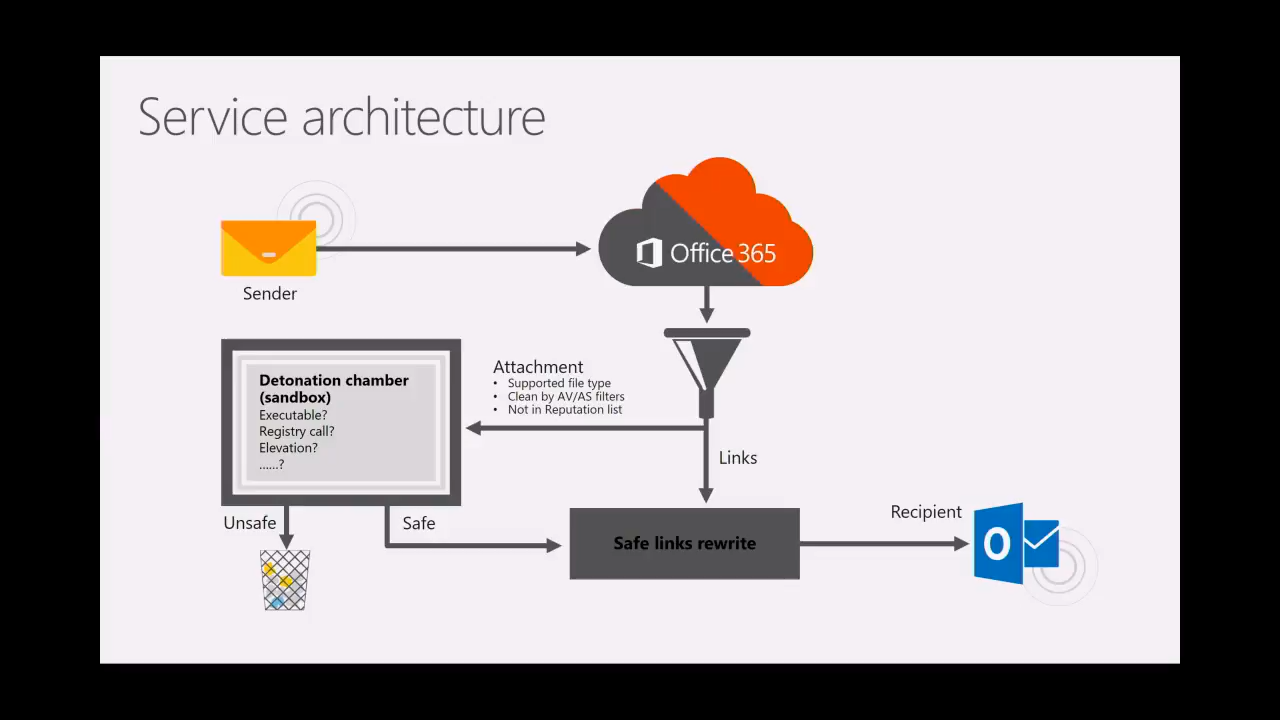 Service architecture
Office 365
Sender
Attachment
• Supported file type
• Clean by AV/AS filters
• Not in Reputation list
Detonation chamber
(sandbox)
Executable?
Registry call?
Elevation?
......?
Links
Unsafe
Safe
Safe links rewrite
Recipient
O